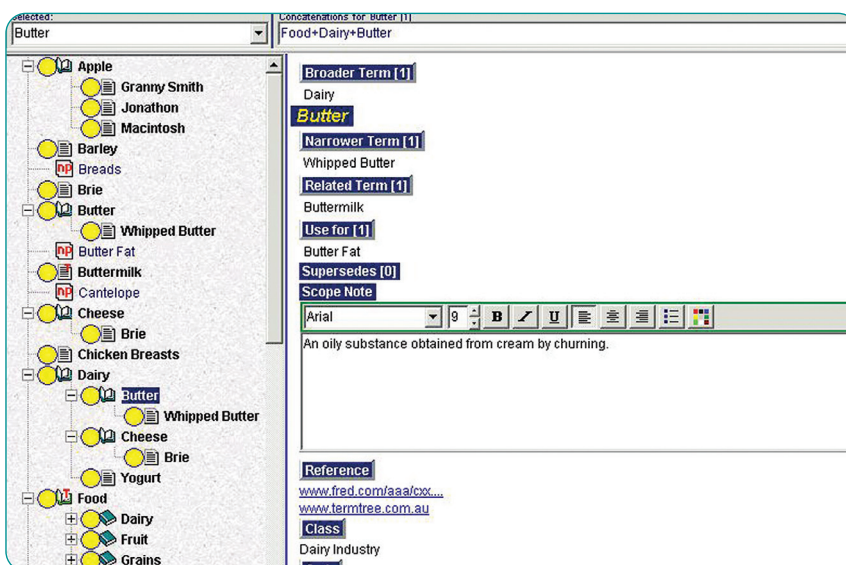 Selected:
Butter
Concatenations for Butter [1]
Food+Dairy+Butter
Apple
Granny Smith
Jonathon
Macintosh
Barley
np Breads
Brie
Butter
Whipped Butter
np Butter Fat
Buttermilk
np Cantelope
Cheese
Brie
Chicken Breasts
Dairy
Butter
Whipped Butter
Cheese
Brie
Yogurt
Food
Dairy
Fruit
Grains
Broader Term [1]
Dairy
Butter
Narrower Term [1]
Whipped Butter
Related Term [1]
Buttermilk
Use for [1]
Butter Fat
Supersedes [0]
Scope Note
Arial 9 B I U
An oily substance obtained from cream by churning.
Reference
www.fred.com/aaa/cxx....
www.termtree.com.au
Class
Dairy Industry